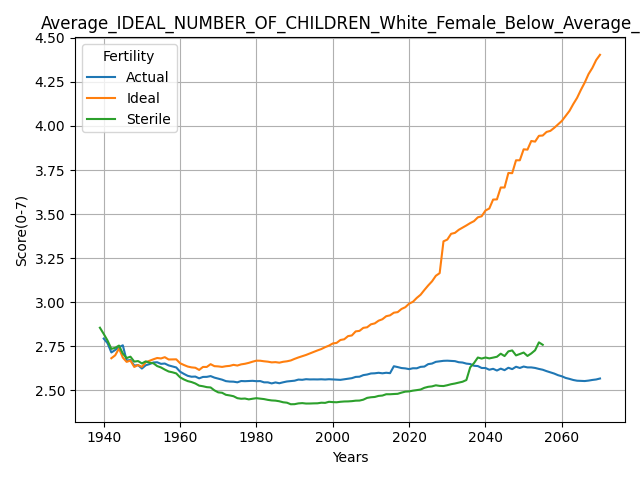 Average_IDEAL_NUMBER_OF_CHILDREN_White_Female_Below_Average_
Fertility
Actual
Ideal
Sterile
Score(0-7)
4.50
4.25
4.00
3.75
3.50
3.25
3.00
2.75
2.50
1940 1960 1980 2000 2020 2040 2060
Years